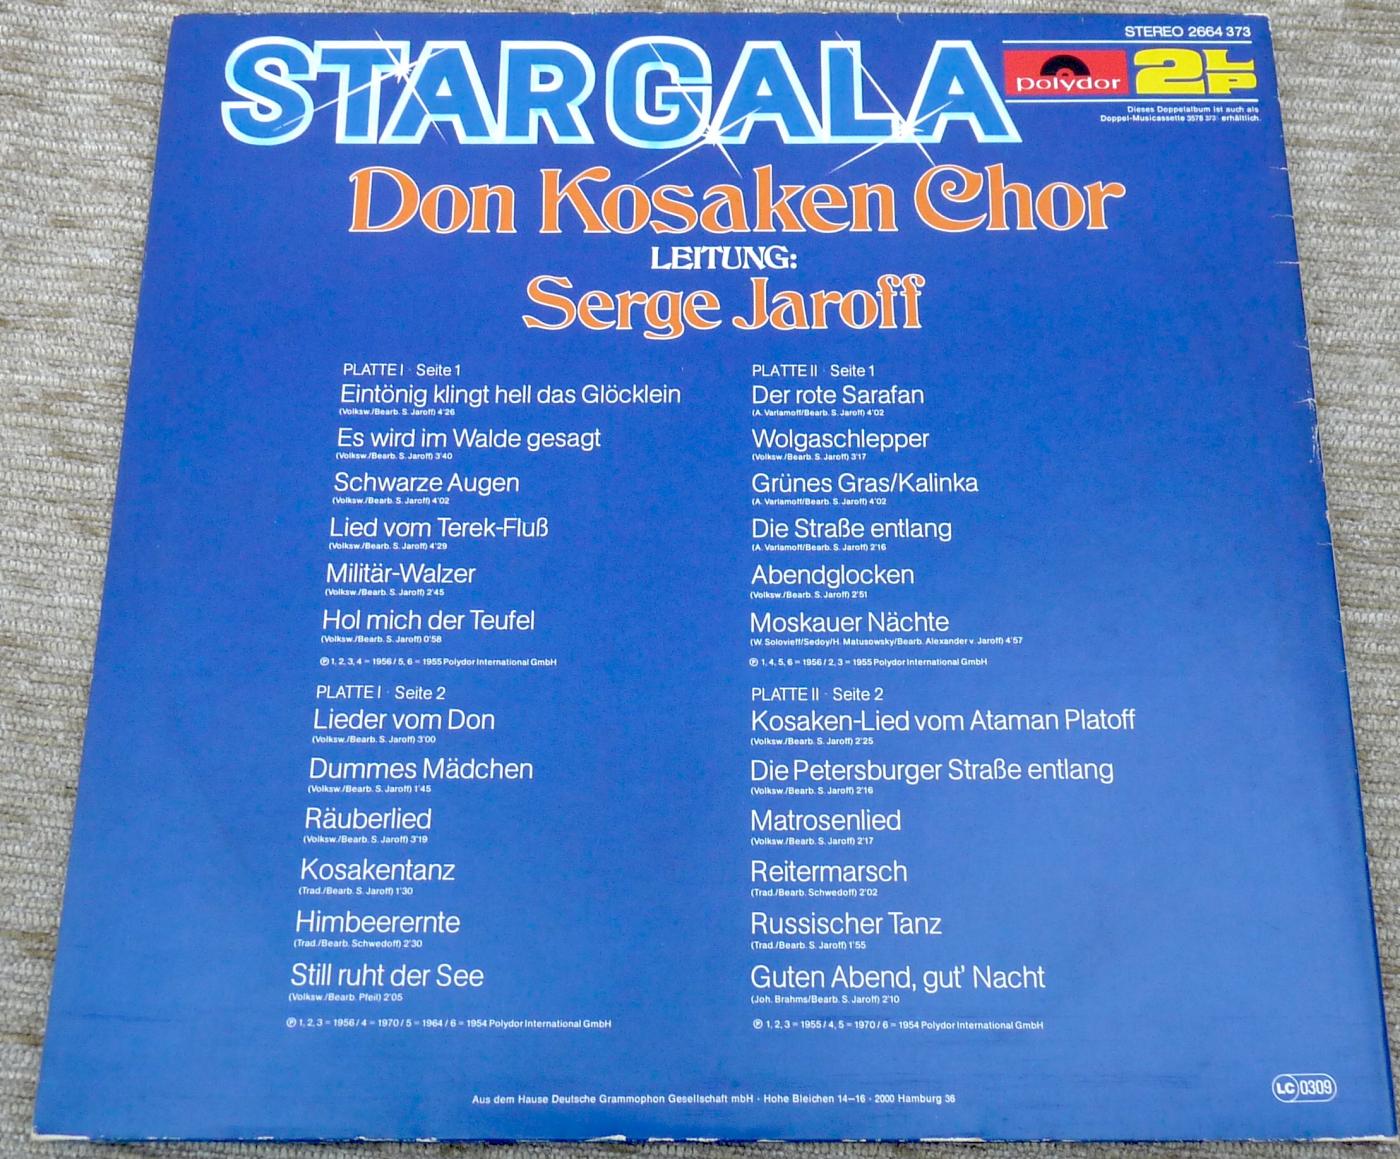 STARGALA
STEREO 2664 373
polydor
2LP
Dieses Doppelalbum ist auch als
Doppel-Musicassette 3578 373 erhältlich.
Don Kosaken Chor
LEITUNG:
Serge Jaroff
PLATTE I · Seite 1
Eintönig klingt hell das Glöcklein
(Volksw./Bearb. S. Jaroff) 4'26
Es wird im Walde gesagt
(Volksw./Bearb. S. Jaroff) 3'40
Schwarze Augen
(Volksw./Bearb. S. Jaroff) 4'02
Lied vom Terek-Fluß
(Volksw./Bearb. S. Jaroff) 4'29
Militär-Walzer
(Volksw./Bearb. S. Jaroff) 2'45
Hol mich der Teufel
(Volksw./Bearb. S. Jaroff) 0'58
℗ 1, 2, 3, 4 = 1956 / 5, 6 = 1955 Polydor International GmbH
PLATTE I · Seite 2
Lieder vom Don
(Volksw./Bearb. S. Jaroff) 3'00
Dummes Mädchen
(Volksw./Bearb. S. Jaroff) 1'45
Räuberlied
(Volksw./Bearb. S. Jaroff) 3'19
Kosakentanz
(Trad./Bearb. S. Jaroff) 1'30
Himbeerernte
(Trad./Bearb. Schwedoff) 2'30
Still ruht der See
(Volksw./Bearb. Pfeil) 2'05
℗ 1, 2, 3 = 1956 / 4 = 1970 / 5 = 1964 / 6 = 1954 Polydor International GmbH
PLATTE II · Seite 1
Der rote Sarafan
(A. Varlamoff/Bearb. S. Jaroff) 4'02
Wolgaschlepper
(Volksw./Bearb. S. Jaroff) 3'17
Grünes Gras/Kalinka
(A. Varlamoff/Bearb. S. Jaroff) 4'02
Die Straße entlang
(A. Varlamoff/Bearb. S. Jaroff) 2'16
Abendglocken
(Volksw./Bearb. S. Jaroff) 2'51
Moskauer Nächte
(W. Solovieff/Sedoy/H. Matusowsky/Bearb. Alexander v. Jaroff) 4'57
℗ 1, 4, 5, 6 = 1956 / 2, 3 = 1955 Polydor International GmbH
PLATTE II · Seite 2
Kosaken-Lied vom Ataman Platoff
(Volksw./Bearb. S. Jaroff) 2'25
Die Petersburger Straße entlang
(Volksw./Bearb. S. Jaroff) 2'16
Matrosenlied
(Volksw./Bearb. S. Jaroff) 2'17
Reitermarsch
(Trad./Bearb. Schwedoff) 2'02
Russischer Tanz
(Trad./Bearb. S. Jaroff) 1'55
Guten Abend, gut' Nacht
(Joh. Brahms/Bearb. S. Jaroff) 2'10
℗ 1, 2, 3 = 1955 / 4, 5 = 1970 / 6 = 1954 Polydor International GmbH
Aus dem Hause Deutsche Grammophon Gesellschaft mbH · Hohe Bleichen 14–16 · 2000 Hamburg 36
LC 0309